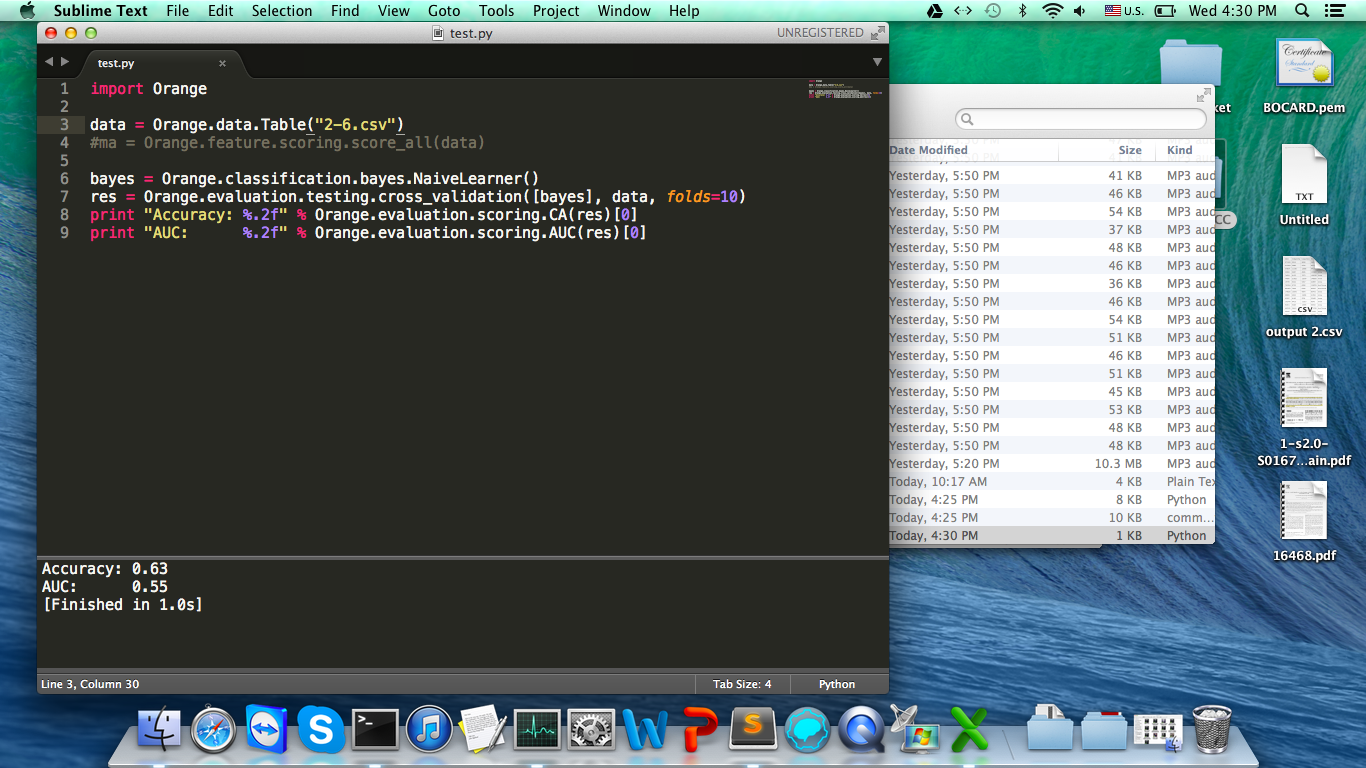 Sublime Text File Edit Selection Find View Goto Tools Project Window Help U.S. Wed 4:30 PM
test.py UNREGISTERED
test.py
1 import Orange
2
3 data = Orange.data.Table("2-6.csv")
4 #ma = Orange.feature.scoring.score_all(data)
5
6 bayes = Orange.classification.bayes.NaiveLearner()
7 res = Orange.evaluation.testing.cross_validation([bayes], data, folds=10)
8 print "Accuracy: %.2f" % Orange.evaluation.scoring.CA(res)[0]
9 print "AUC:      %.2f" % Orange.evaluation.scoring.AUC(res)[0]
Accuracy: 0.63
AUC:      0.55
[Finished in 1.0s]
Line 3, Column 30 Tab Size: 4 Python
Date Modified Size Kind
Yesterday, 5:50 PM 41 KB MP3 aud
Yesterday, 5:50 PM 46 KB MP3 aud
Yesterday, 5:50 PM 54 KB MP3 aud
Yesterday, 5:50 PM 37 KB MP3 aud
Yesterday, 5:50 PM 48 KB MP3 aud
Yesterday, 5:50 PM 46 KB MP3 aud
Yesterday, 5:50 PM 36 KB MP3 aud
Yesterday, 5:50 PM 46 KB MP3 aud
Yesterday, 5:50 PM 54 KB MP3 aud
Yesterday, 5:50 PM 51 KB MP3 aud
Yesterday, 5:50 PM 46 KB MP3 aud
Yesterday, 5:50 PM 51 KB MP3 aud
Yesterday, 5:50 PM 45 KB MP3 aud
Yesterday, 5:50 PM 53 KB MP3 aud
Yesterday, 5:50 PM 48 KB MP3 aud
Yesterday, 5:50 PM 48 KB MP3 aud
Yesterday, 5:20 PM 10.3 MB MP3 aud
Today, 10:17 AM 4 KB Plain Te
Today, 4:25 PM 8 KB Python
Today, 4:25 PM 10 KB comm...
Today, 4:30 PM 1 KB Python
ket
CC
Certificate
Standard
BOCARD.pem
TXT
Untitled
CSV
output 2.csv
1-s2.0-
S0167...ain.pdf
16468.pdf